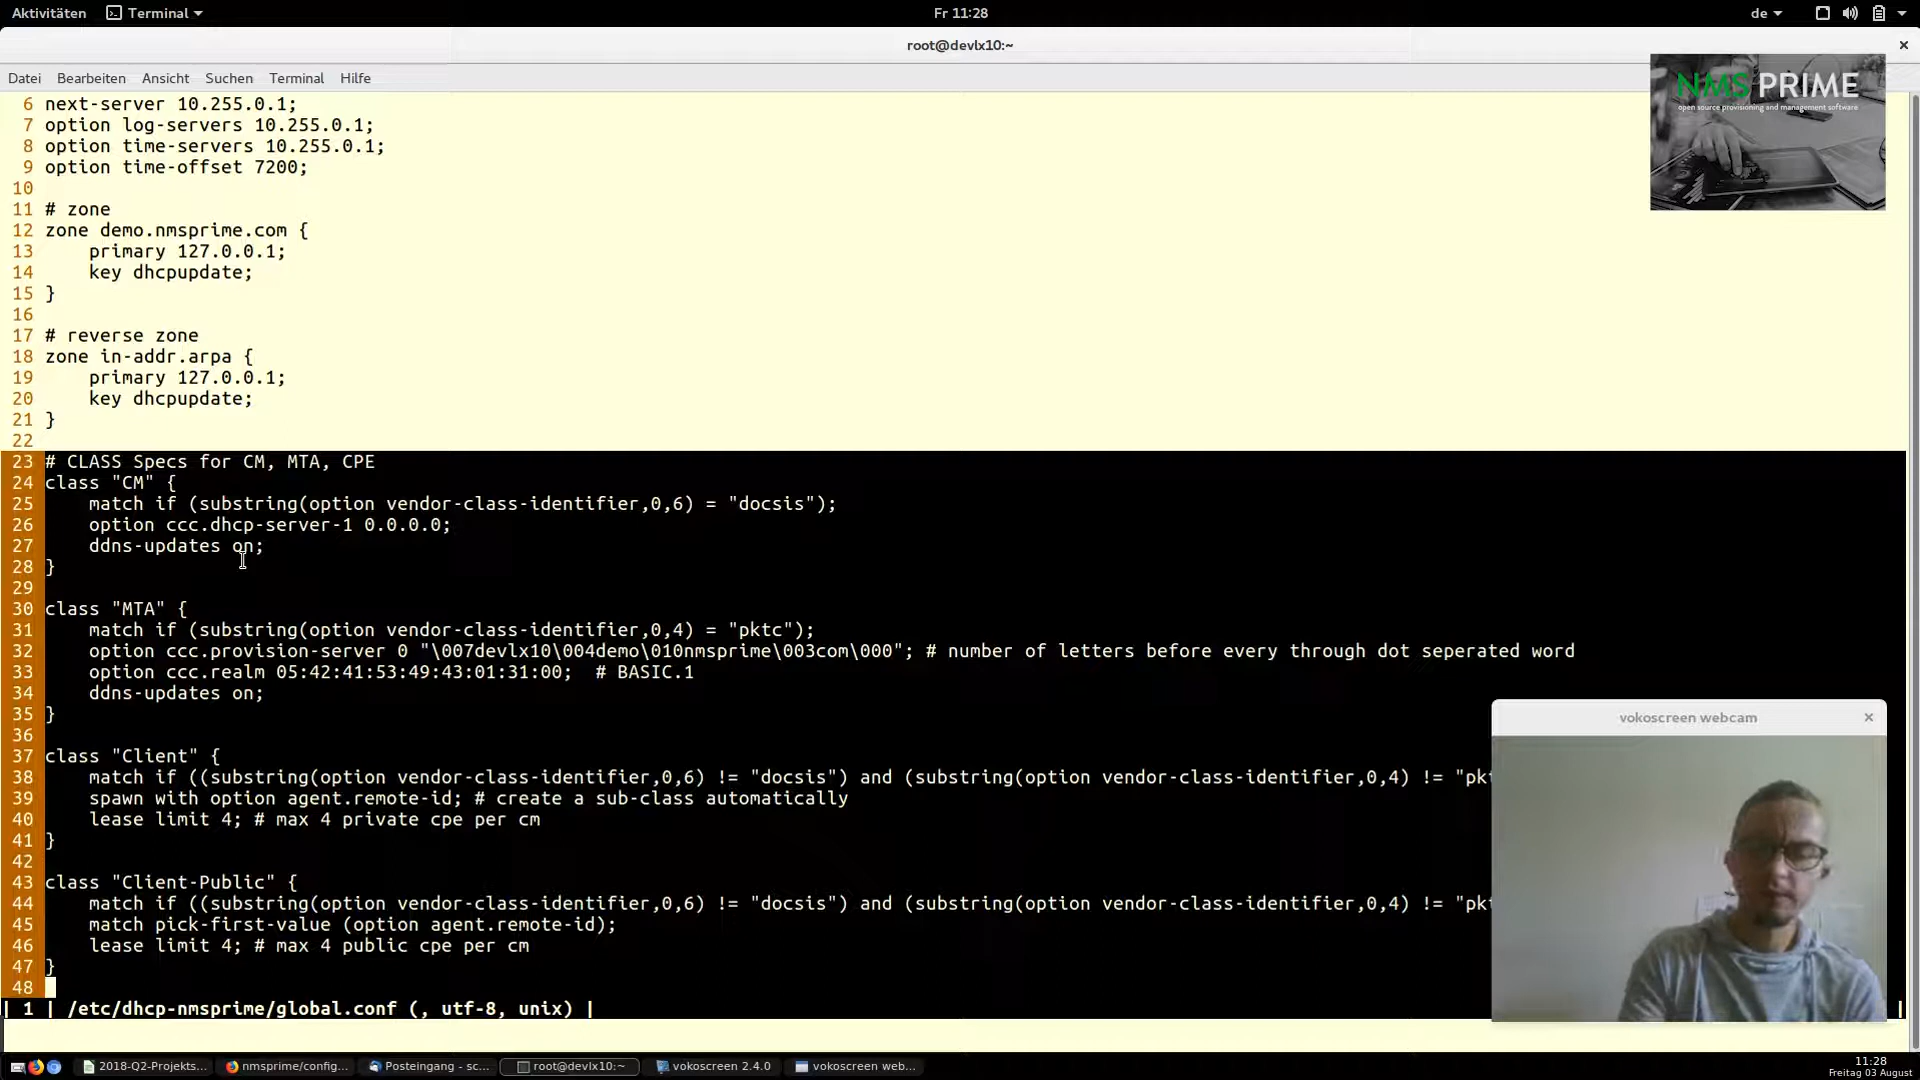 Aktivitäten
Terminal
Fr 11:28
de
root@devlx10:~
Datei Bearbeiten Ansicht Suchen Terminal Hilfe
NMS PRIME
open source provisioning and management software
6 next-server 10.255.0.1;
7 option log-servers 10.255.0.1;
8 option time-servers 10.255.0.1;
9 option time-offset 7200;
10
11 # zone
12 zone demo.nmsprime.com {
13     primary 127.0.0.1;
14     key dhcpupdate;
15 }
16
17 # reverse zone
18 zone in-addr.arpa {
19     primary 127.0.0.1;
20     key dhcpupdate;
21 }
22
23 # CLASS Specs for CM, MTA, CPE
24 class "CM" {
25     match if (substring(option vendor-class-identifier,0,6) = "docsis");
26     option ccc.dhcp-server-1 0.0.0.0;
27     ddns-updates on;
28 }
29
30 class "MTA" {
31     match if (substring(option vendor-class-identifier,0,4) = "pktc");
32     option ccc.provision-server 0 "\007devlx10\004demo\010nmsprime\003com\000"; # number of letters before every through dot seperated word
33     option ccc.realm 05:42:41:53:49:43:01:31:00;  # BASIC.1
34     ddns-updates on;
35 }
36
37 class "Client" {
38     match if ((substring(option vendor-class-identifier,0,6) != "docsis") and (substring(option vendor-class-identifier,0,4) != "pkt
39     spawn with option agent.remote-id; # create a sub-class automatically
40     lease limit 4; # max 4 private cpe per cm
41 }
42
43 class "Client-Public" {
44     match if ((substring(option vendor-class-identifier,0,6) != "docsis") and (substring(option vendor-class-identifier,0,4) != "pkt
45     match pick-first-value (option agent.remote-id);
46     lease limit 4; # max 4 public cpe per cm
47 }
48
| 1 | /etc/dhcp-nmsprime/global.conf (, utf-8, unix) |
vokoscreen webcam
2018-Q2-Projekts...
nmsprime/config...
Posteingang - sc...
root@devlx10:~
vokoscreen 2.4.0
vokoscreen web...
11:28
Freitag 03 August